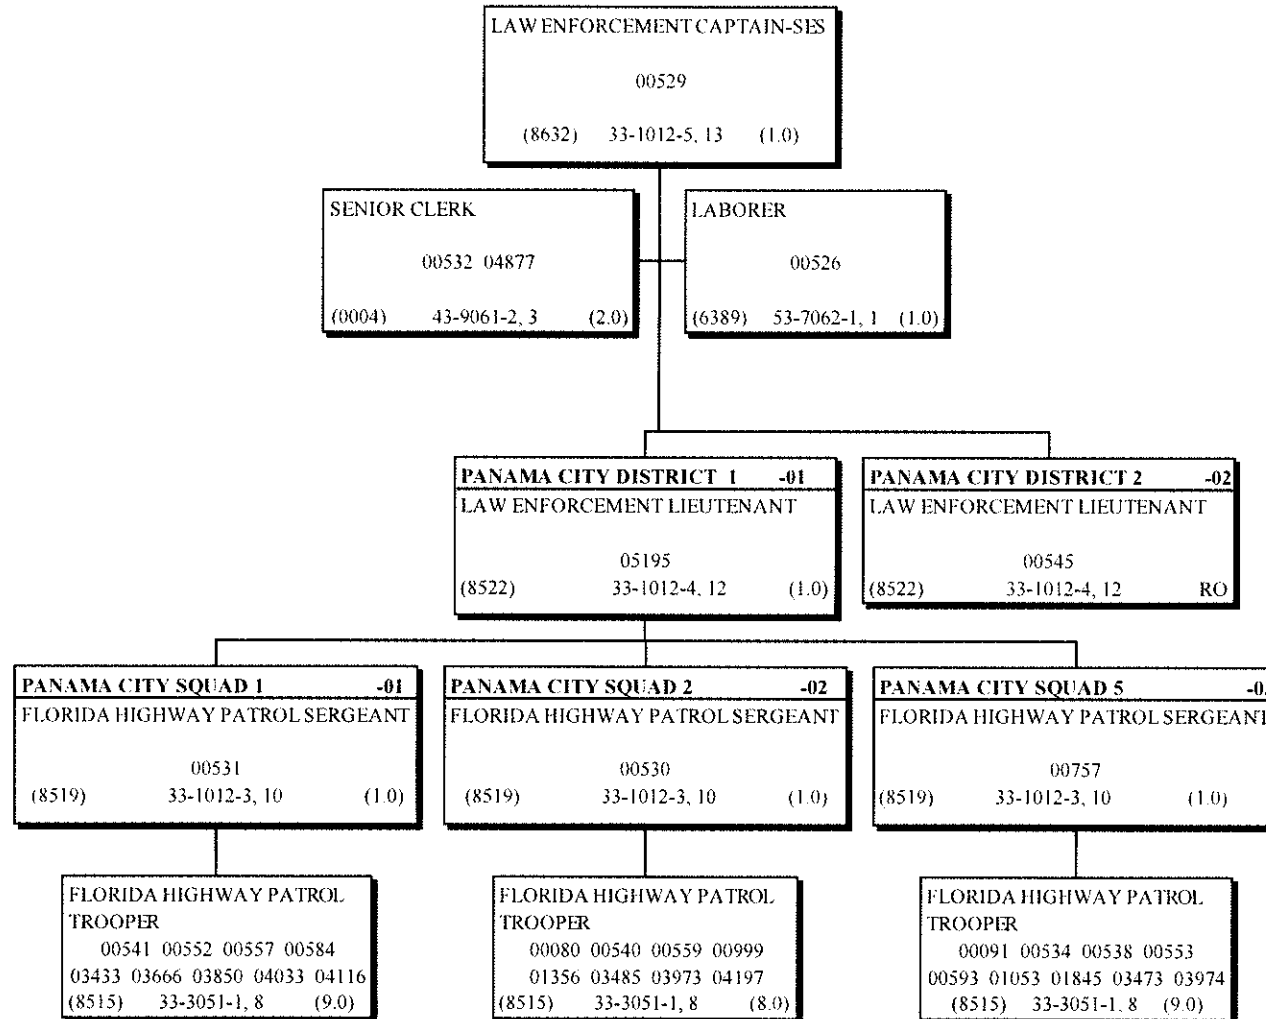 LAW ENFORCEMENT CAPTAIN-SES
00529
(8632) 33-1012-5, 13 (1.0)
SENIOR CLERK
00532 04877
(0004) 43-9061-2, 3 (2.0)
LABORER
00526
(6389) 53-7062-1, 1 (1.0)
PANAMA CITY DISTRICT 1 -01
LAW ENFORCEMENT LIEUTENANT
05195
(8522) 33-1012-4, 12 (1.0)
PANAMA CITY DISTRICT 2 -02
LAW ENFORCEMENT LIEUTENANT
00545
(8522) 33-1012-4, 12 RO
PANAMA CITY SQUAD 1 -01
FLORIDA HIGHWAY PATROL SERGEANT
00531
(8519) 33-1012-3, 10 (1.0)
PANAMA CITY SQUAD 2 -02
FLORIDA HIGHWAY PATROL SERGEANT
00530
(8519) 33-1012-3, 10 (1.0)
PANAMA CITY SQUAD 5
FLORIDA HIGHWAY PATROL SERGEANT
00757
(8519) 33-1012-3, 10 (1.0)
FLORIDA HIGHWAY PATROL
TROOPER
00541 00552 00557 00584
03433 03666 03850 04033 04116
(8515) 33-3051-1, 8 (9.0)
FLORIDA HIGHWAY PATROL
TROOPER
00080 00540 00559 00999
01356 03485 03973 04197
(8515) 33-3051-1, 8 (8.0)
FLORIDA HIGHWAY PATROL
TROOPER
00091 00534 00538 00553
00593 01053 01845 03473 03974
(8515) 33-3051-1, 8 (9.0)